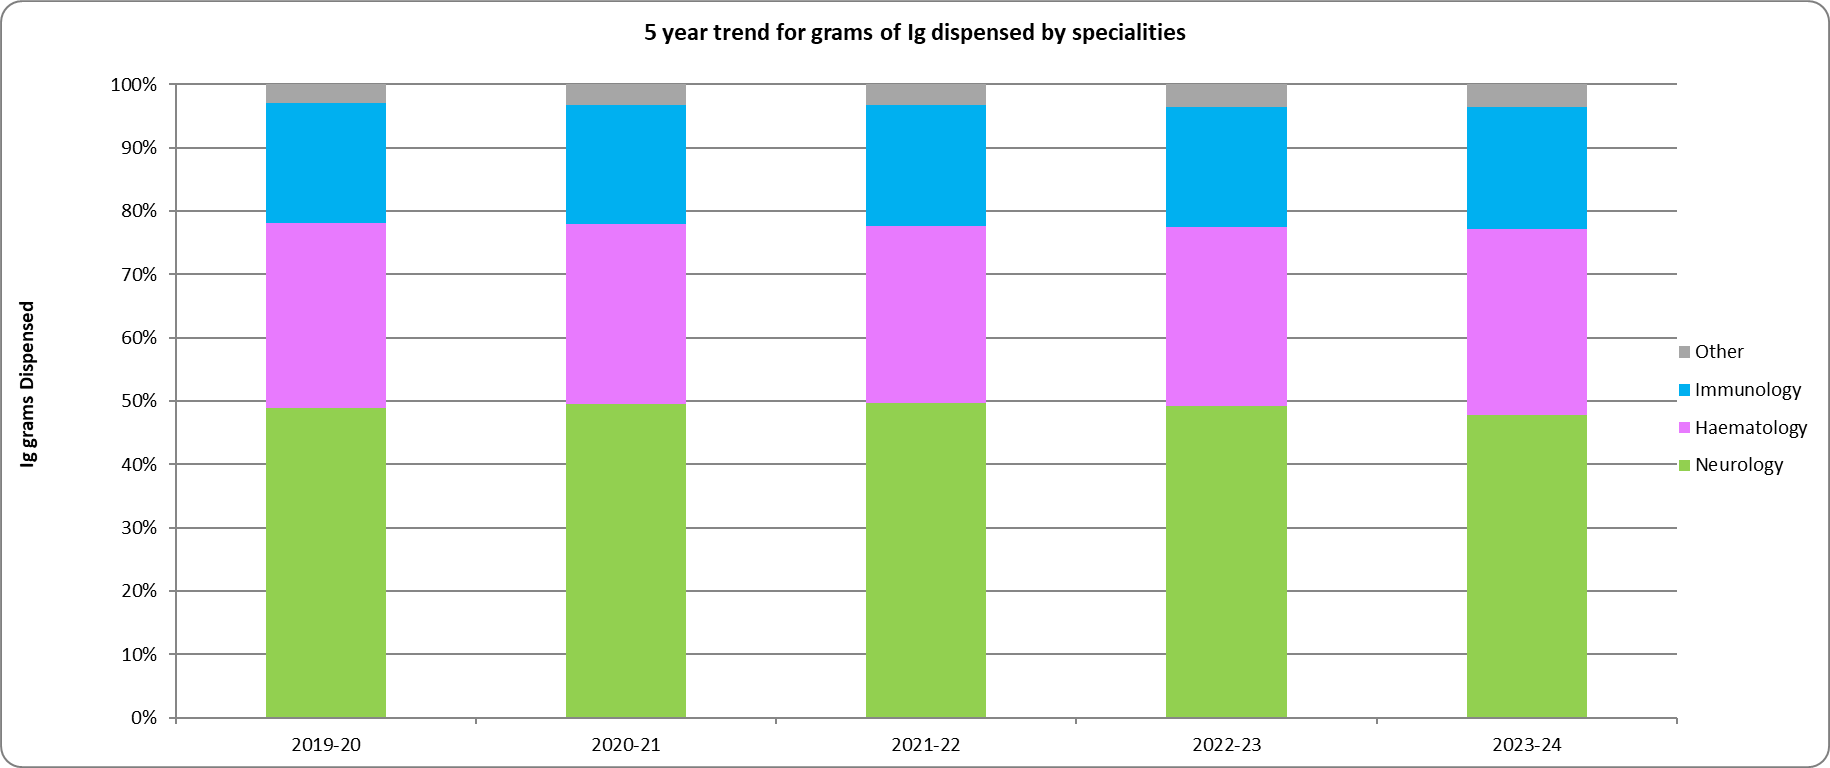 5 year trend for grams of Ig dispensed by specialities
Ig grams Dispensed
100%
90%
80%
70%
60%
50%
40%
30%
20%
10%
0%
2019-20
2020-21
2021-22
2022-23
2023-24
Other
Immunology
Haematology
Neurology